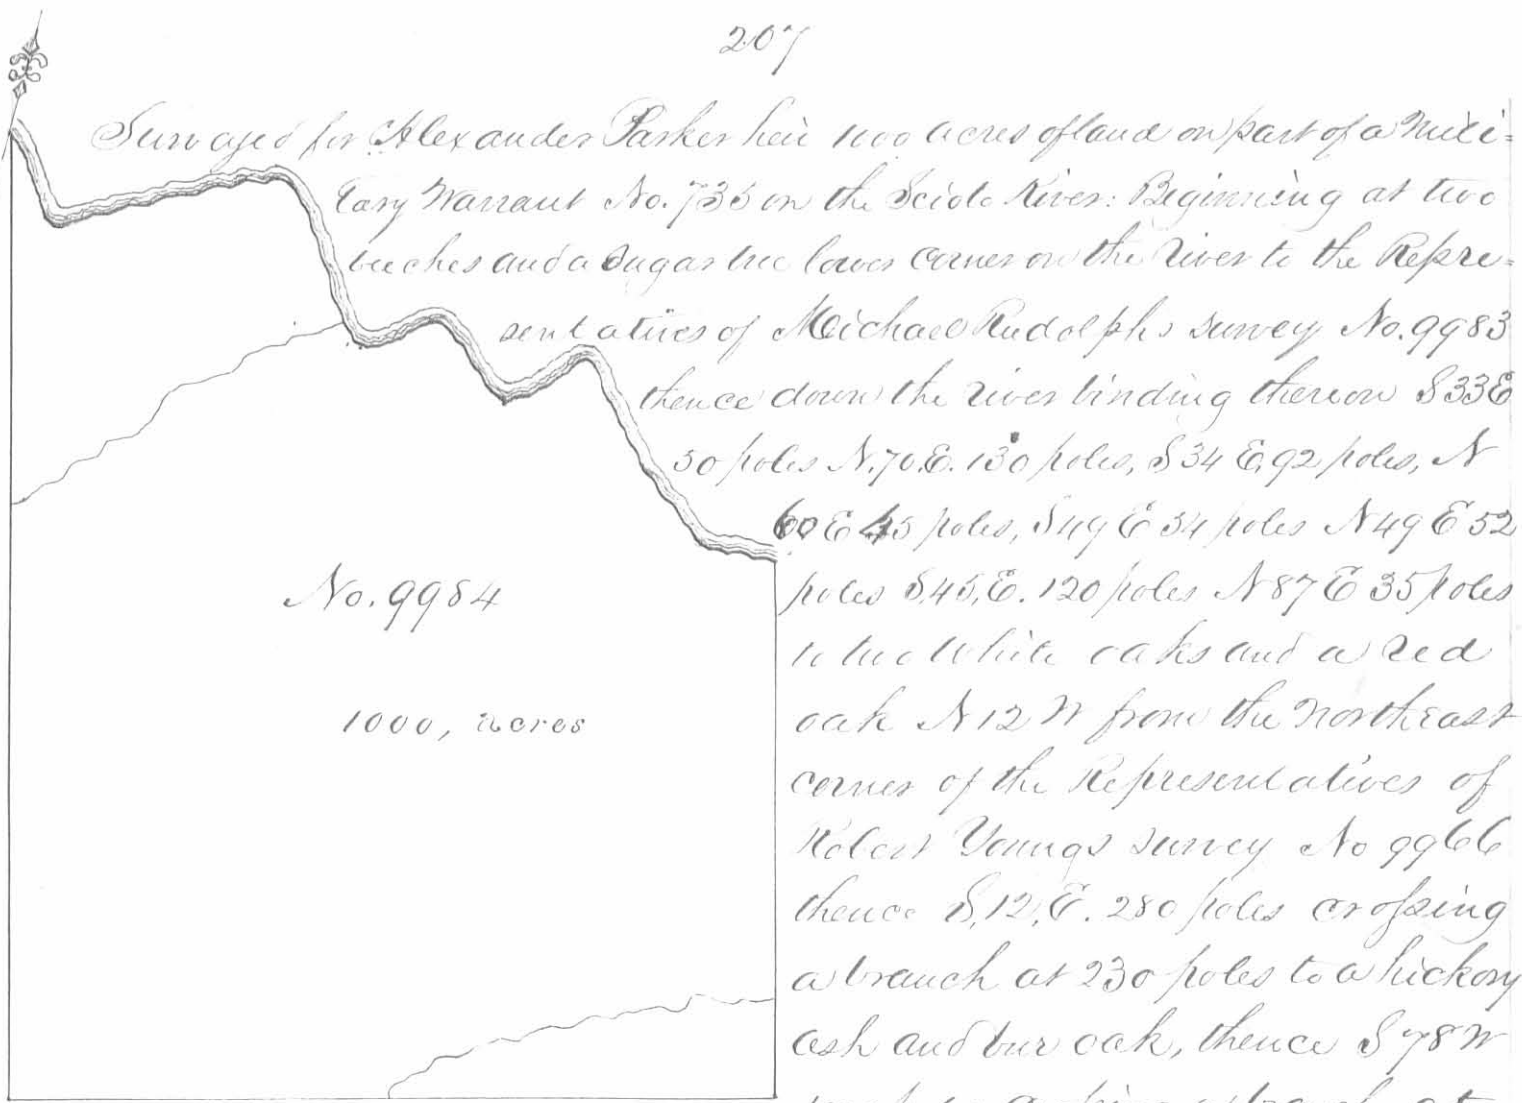 207
Surveyed for Alexander Parker heir 1000 acres of land on part of a Mili=
tary Warrant No. 735 on the Scioto River: Beginning at two
beeches and a sugar tree lower corner on the river to the Repre=
sentatives of Michael Rudolph's survey No. 9983
thence down the river binding thereon S 33 E
50 poles N. 70. E. 130 poles, S 34 E, 92 poles, N
60 E 45 poles, S 49 E 54 poles N 49 E 52
poles S. 45, E. 120 poles N 87 E 35 poles
to two White oaks and a red
oak N 12 W from the Northeast
No. 9984
1000, acres
corner of the Representatives of
Robert Youngs survey No 9966
thence S, 12, E. 280 poles crossing
a branch at 230 poles to a hickory
ash and bur oak, thence S 78 W